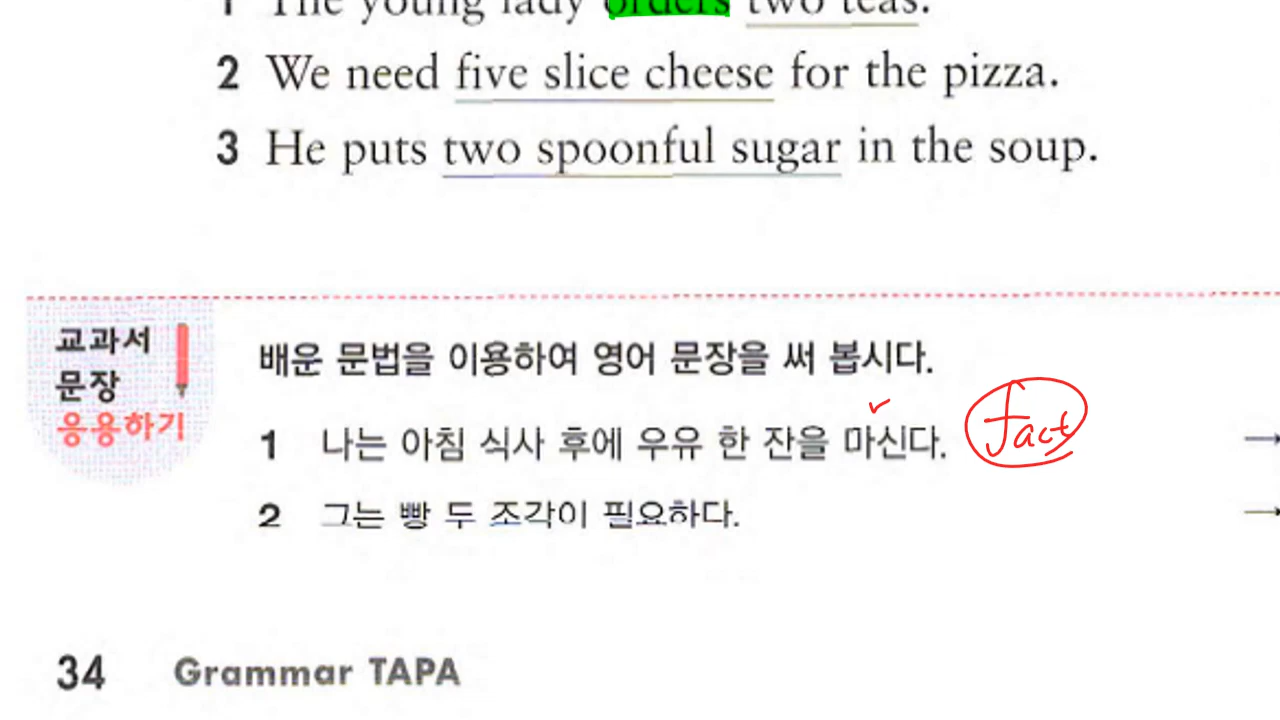 1 The young lady orders two teas.
2 We need five slice cheese for the pizza.
3 He puts two spoonful sugar in the soup.
교과서
문장
응용하기
배운 문법을 이용하여 영어 문장을 써 봅시다.
1 나는 아침 식사 후에 우유 한 잔을 마신다. fact →
2 그는 빵 두 조각이 필요하다. →
34 Grammar TAPA